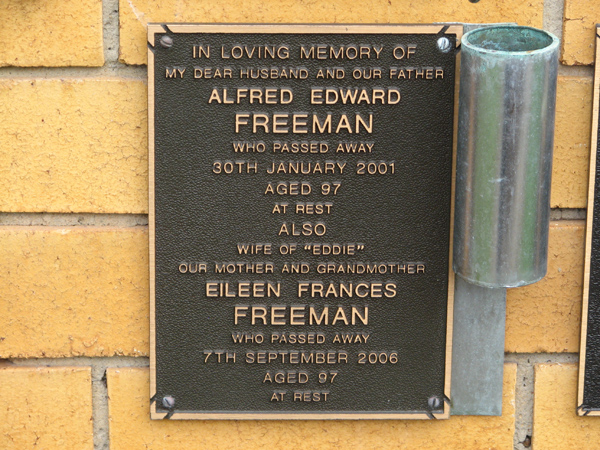 IN LOVING MEMORY OF
MY DEAR HUSBAND AND OUR FATHER
ALFRED EDWARD
FREEMAN
WHO PASSED AWAY
30TH JANUARY 2001
AGED 97
AT REST
ALSO
WIFE OF "EDDIE"
OUR MOTHER AND GRANDMOTHER
EILEEN FRANCES
FREEMAN
WHO PASSED AWAY
7TH SEPTEMBER 2006
AGED 97
AT REST